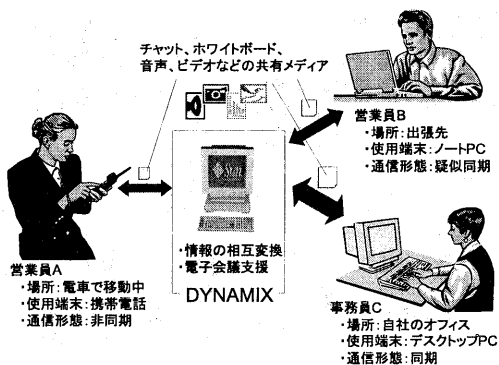 チャット、ホワイトボード、
音声、ビデオなどの共有メディア
営業員B
・場所:出張先
・使用端末:ノートPC
・通信形態:疑似同期
Sun
・情報の相互変換
・電子会議支援
DYNAMIX
営業員A
・場所:電車で移動中
・使用端末:携帯電話
・通信形態:非同期
事務員C
・場所:自社のオフィス
・使用端末:デスクトップPC
・通信形態:同期